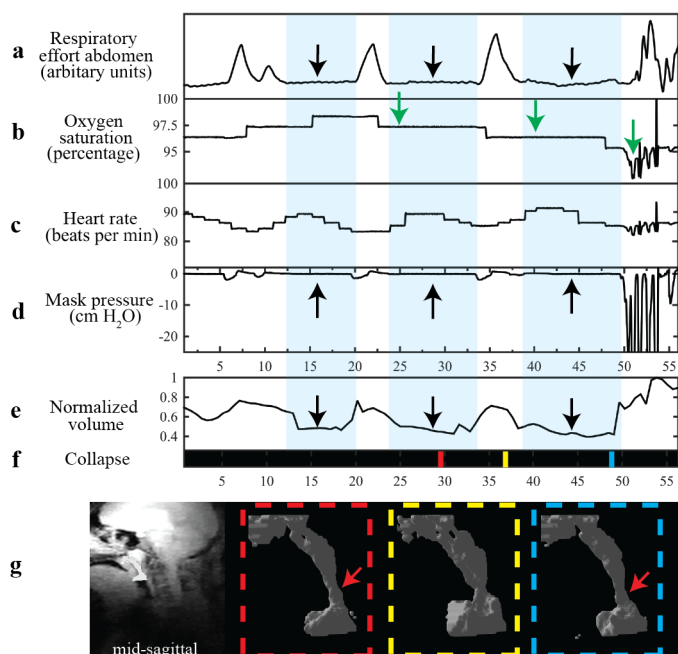 a Respiratory effort abdomen (arbitary units)
b Oxygen saturation (percentage)
100
97.5
95
c Heart rate (beats per min)
100
90
80
d Mask pressure (cm H₂O)
0
-10
-20
5 10 15 20 25 30 35 40 45 50 55
e Normalized volume
1
0.8
0.6
0.4
f Collapse
5 10 15 20 25 30 35 40 45 50 55
g
mid-sagittal